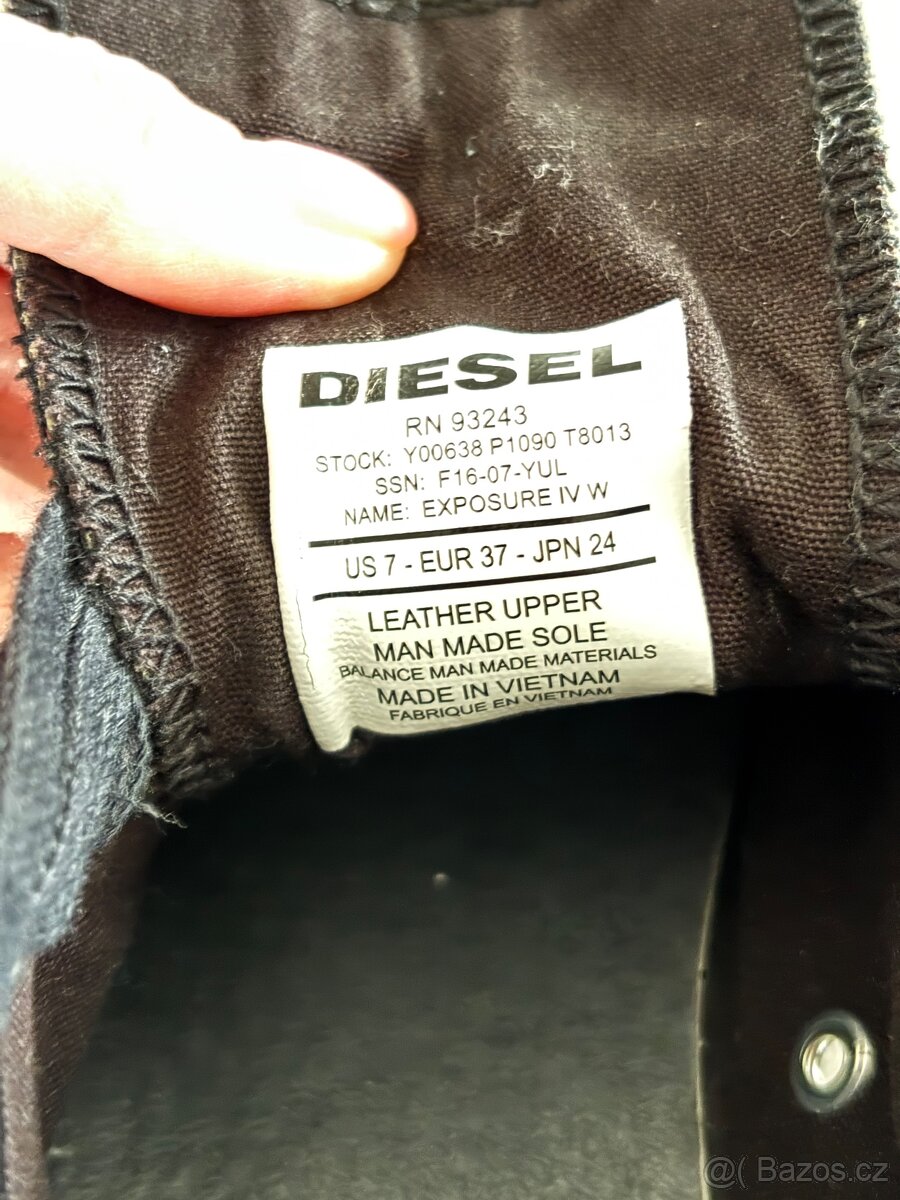 DIESEL
RN 93243
STOCK: Y00638 P1090 T8013
SSN: F16-07-YUL
NAME: EXPOSURE IV W
US 7 - EUR 37 - JPN 24
LEATHER UPPER
MAN MADE SOLE
BALANCE MAN MADE MATERIALS
MADE IN VIETNAM
FABRIQUE EN VIETNAM
@( Bazos.cz